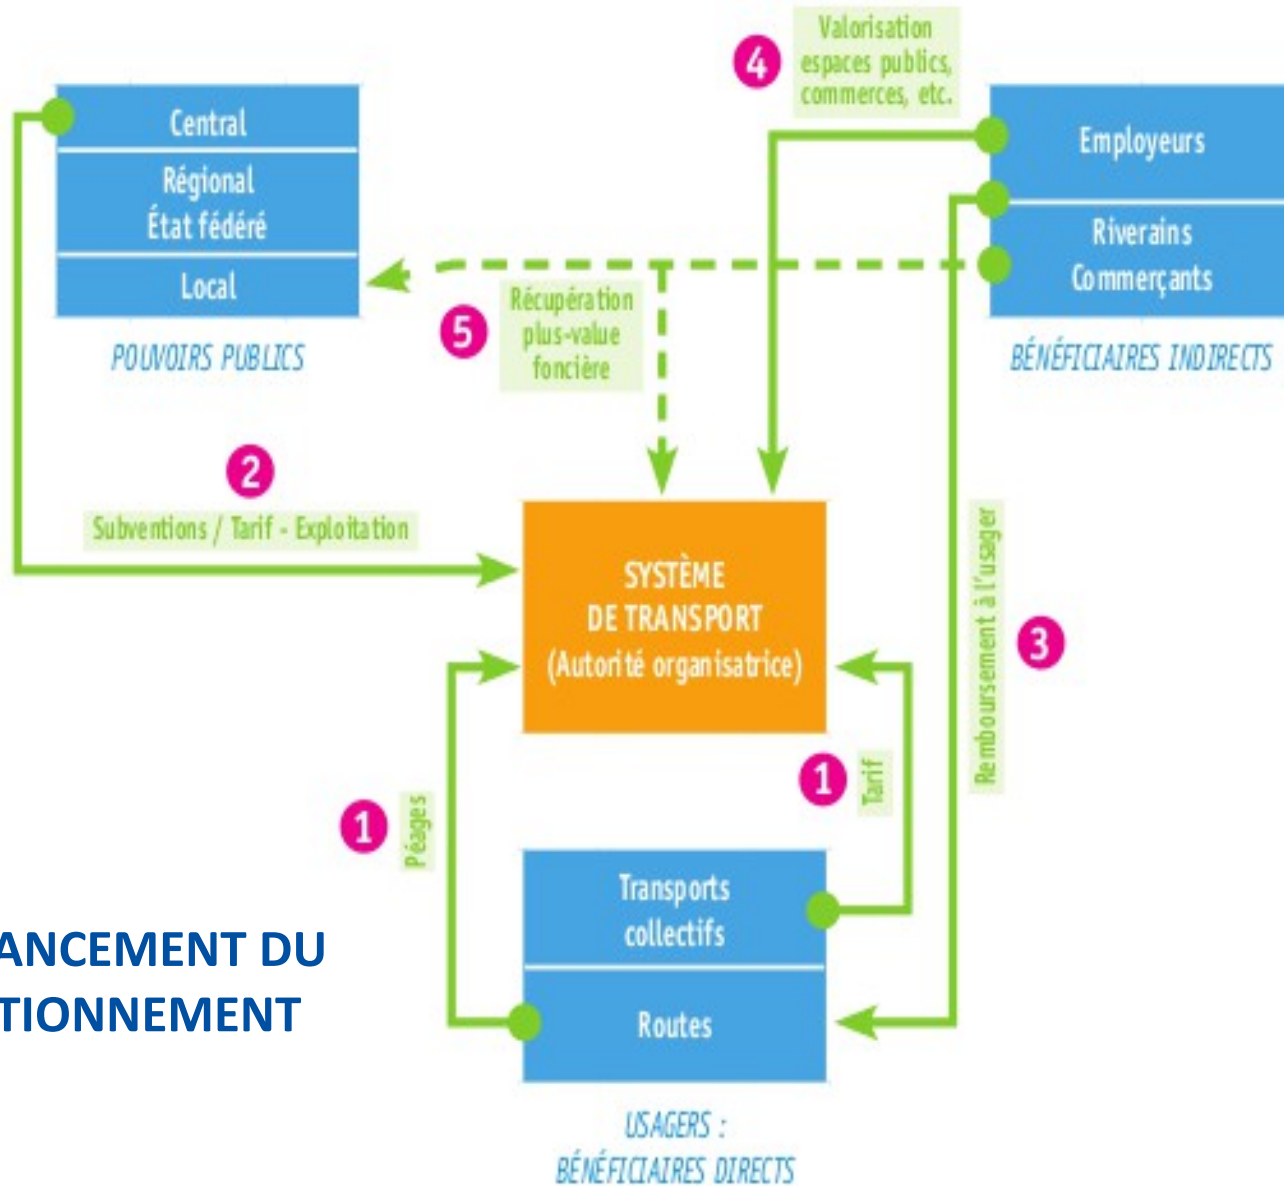 4
Valorisation
espaces publics,
commerces, etc.
Central
Régional
État fédéré
Local
POUVOIRS PUBLICS
Employeurs
Riverains
Commerçants
BÉNÉFICIAIRES INDIRECTS
5
Récupération
plus-value
foncière
2
Subventions / Tarif - Exploitation
SYSTÈME
DE TRANSPORT
(Autorité organisatrice)
Remboursement à l'usager
3
1
Péages
1
Tarif
Transports
collectifs
Routes
ANCEMENT DU
TIONNEMENT
USAGERS :
BÉNÉFICIAIRES DIRECTS